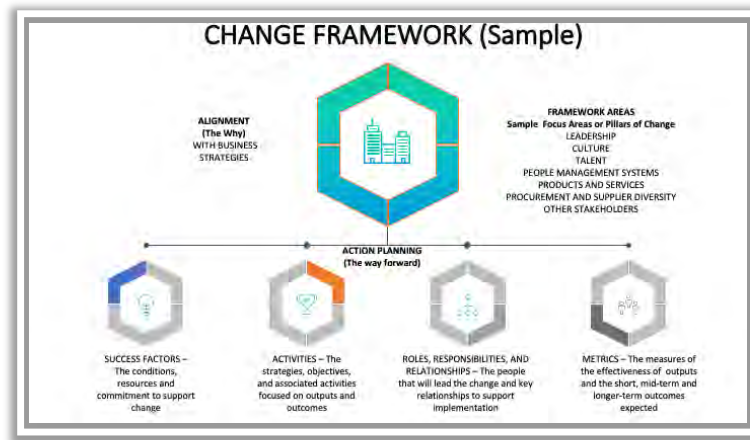 CHANGE FRAMEWORK (Sample)
ALIGNMENT
(The Why)
WITH BUSINESS
STRATEGIES
FRAMEWORK AREAS
Sample Focus Areas or Pillars of Change
LEADERSHIP
CULTURE
TALENT
PEOPLE MANAGEMENT SYSTEMS
PRODUCTS AND SERVICES
PROCUREMENT AND SUPPLIER DIVERSITY
OTHER STAKEHOLDERS
ACTION PLANNING
(The way forward)
SUCCESS FACTORS –
The conditions,
resources and
commitment to support
change
ACTIVITIES – The
strategies, objectives,
and associated activities
focused on outputs and
outcomes
ROLES, RESPONSIBILITIES, AND
RELATIONSHIPS – The people
that will lead the change and key
relationships to support
implementation
METRICS – The measures of
the effectiveness of outputs
and the short, mid-term and
longer-term outcomes
expected